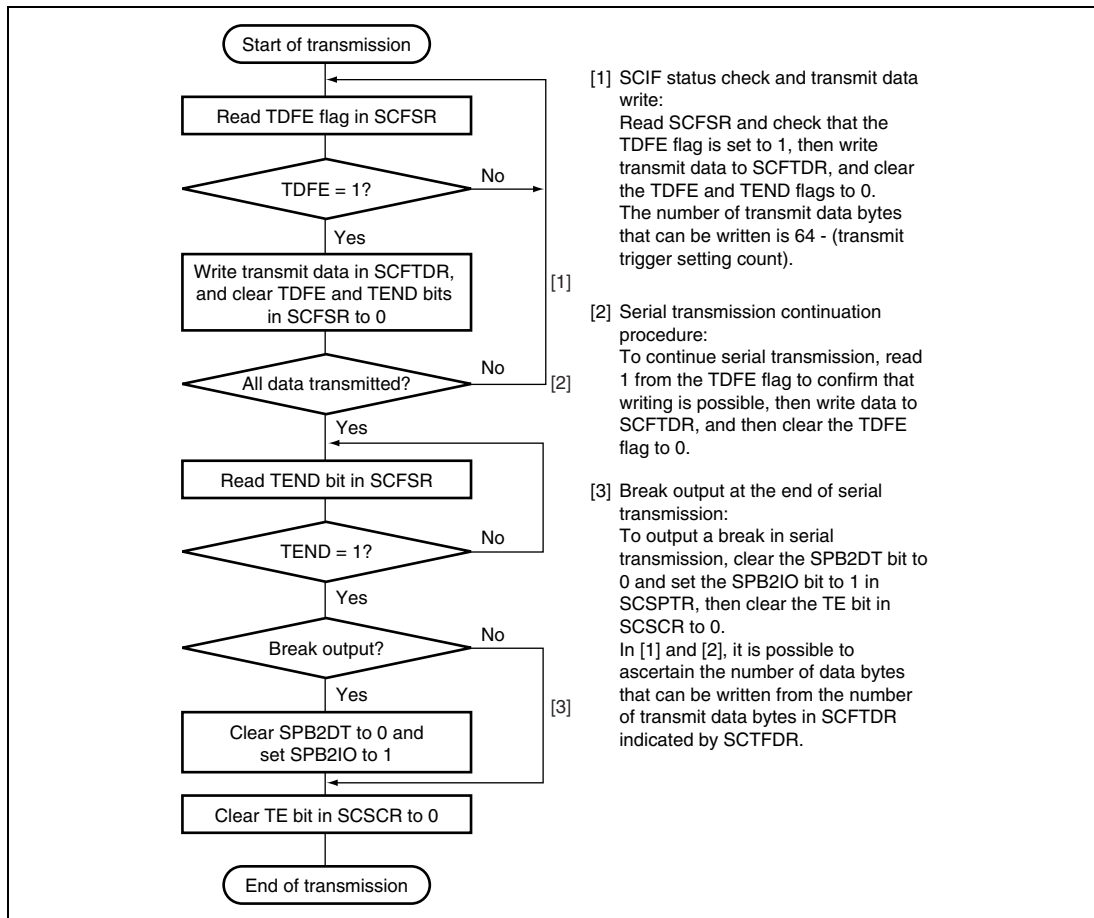 Start of transmission
Read TDFE flag in SCFSR
TDFE = 1?
No
Yes
Write transmit data in SCFTDR,
and clear TDFE and TEND bits
in SCFSR to 0
[1]
All data transmitted?
No
[2]
Yes
Read TEND bit in SCFSR
TEND = 1?
No
Yes
Break output?
No
Yes
[3]
Clear SPB2DT to 0 and
set SPB2IO to 1
Clear TE bit in SCSCR to 0
End of transmission
[1] SCIF status check and transmit data
write:
Read SCFSR and check that the
TDFE flag is set to 1, then write
transmit data to SCFTDR, and clear
the TDFE and TEND flags to 0.
The number of transmit data bytes
that can be written is 64 - (transmit
trigger setting count).
[2] Serial transmission continuation
procedure:
To continue serial transmission, read
1 from the TDFE flag to confirm that
writing is possible, then write data to
SCFTDR, and then clear the TDFE
flag to 0.
[3] Break output at the end of serial
transmission:
To output a break in serial
transmission, clear the SPB2DT bit to
0 and set the SPB2IO bit to 1 in
SCSPTR, then clear the TE bit in
SCSCR to 0.
In [1] and [2], it is possible to
ascertain the number of data bytes
that can be written from the number
of transmit data bytes in SCFTDR
indicated by SCTFDR.